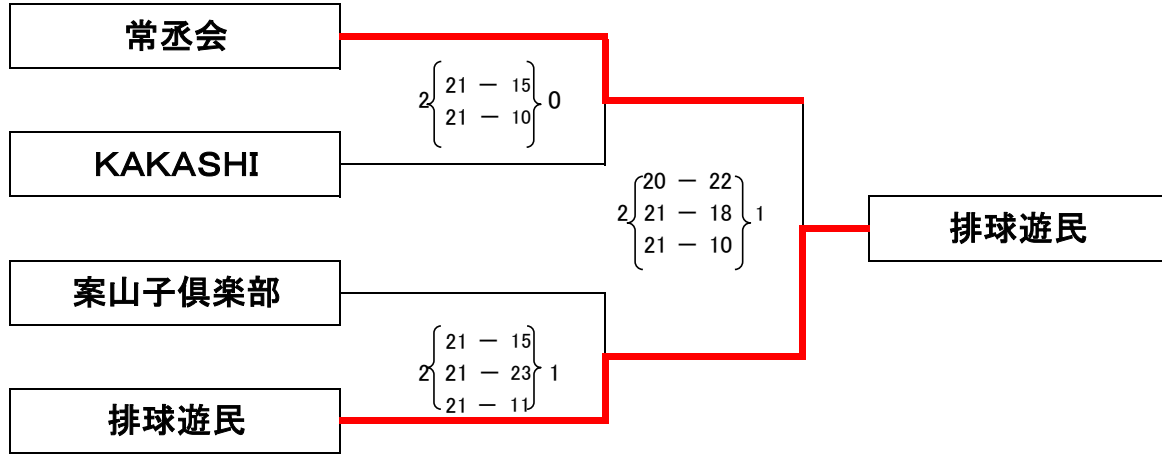 常丞会
2 21 － 15 0
21 － 10
KAKASHI
20 － 22
2 21 － 18 1
21 － 10
排球遊民
案山子倶楽部
21 － 15
2 21 － 23 1
21 － 11
排球遊民